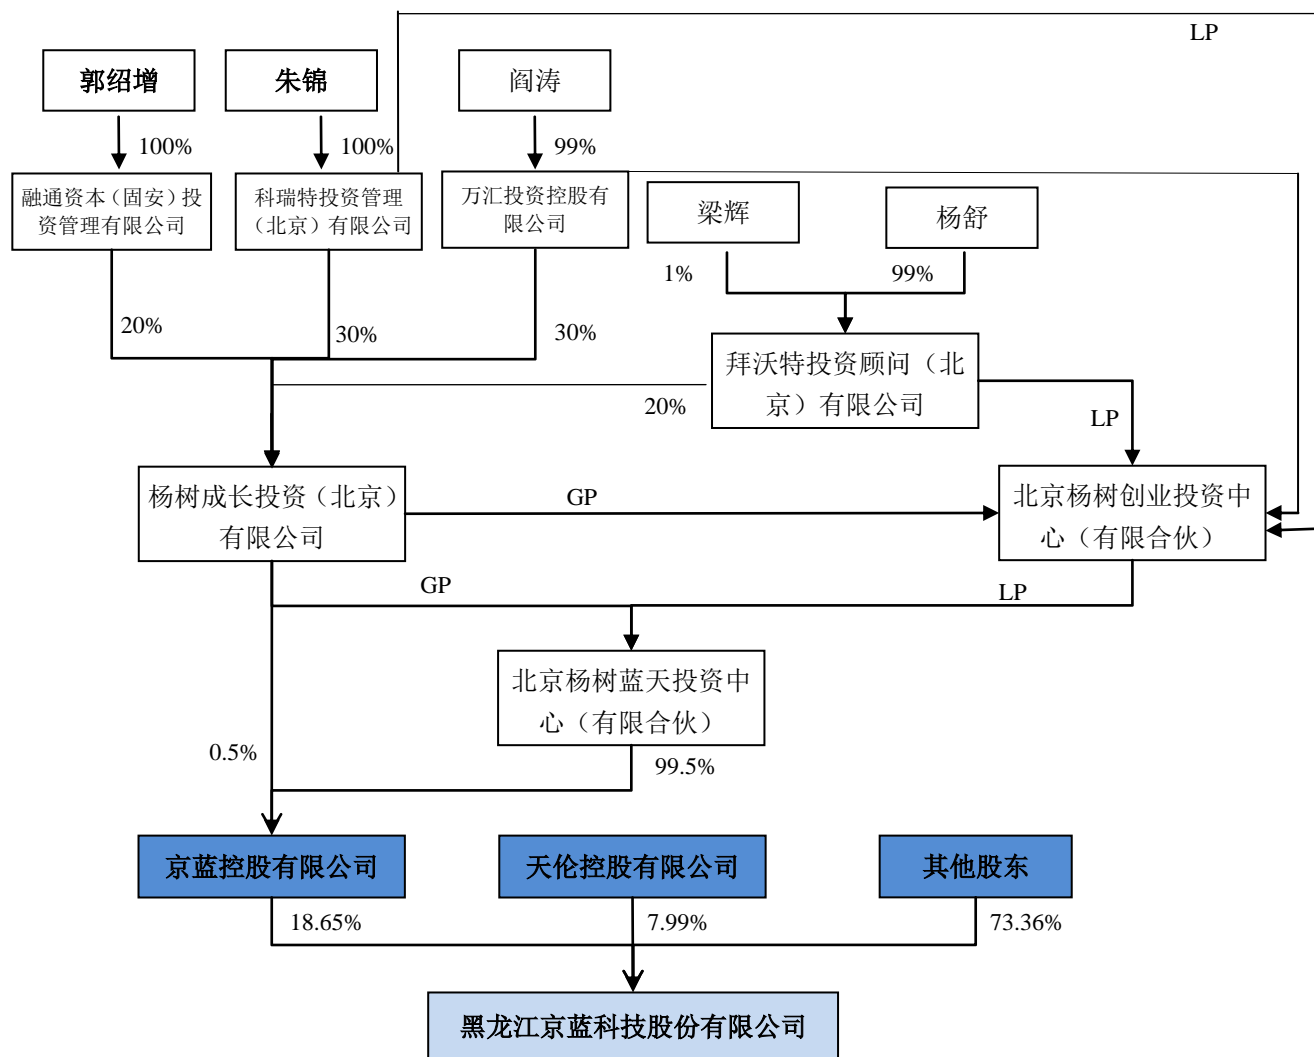 LP
郭绍增
朱锦
阎涛
100%
100%
99%
融通资本（固安）投
资管理有限公司
科瑞特投资管理
（北京）有限公司
万汇投资控股有
限公司
梁辉
杨舒
1%
99%
20%
30%
30%
拜沃特投资顾问（北
京）有限公司
20%
LP
杨树成长投资（北京）
有限公司
GP
北京杨树创业投资中
心（有限合伙）
GP
LP
北京杨树蓝天投资中
心（有限合伙）
0.5%
99.5%
京蓝控股有限公司
天伦控股有限公司
其他股东
18.65%
7.99%
73.36%
黑龙江京蓝科技股份有限公司